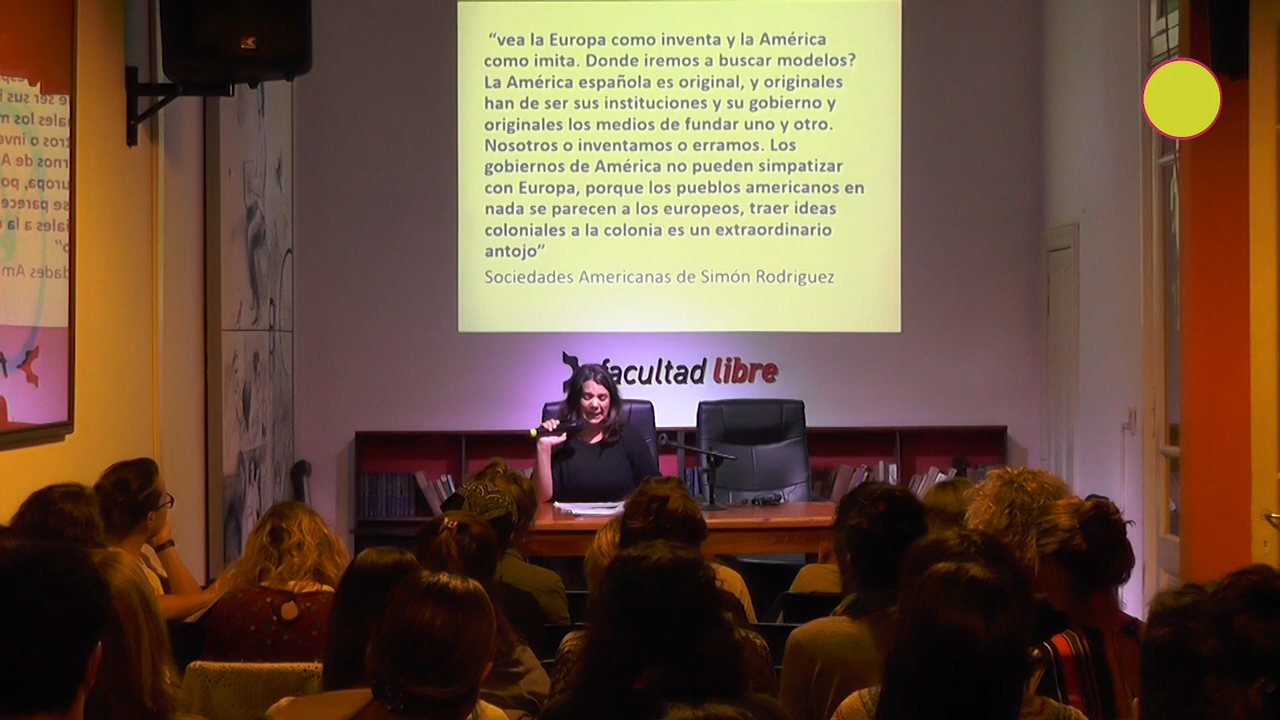 “vea la Europa como inventa y la América
como imita. Donde iremos a buscar modelos?
La América española es original, y originales
han de ser sus instituciones y su gobierno y
originales los medios de fundar uno y otro.
Nosotros o inventamos o erramos. Los
gobiernos de América no pueden simpatizar
con Europa, porque los pueblos americanos en
nada se parecen a los europeos, traer ideas
coloniales a la colonia es un extraordinario
antojo”
Sociedades Americanas de Simón Rodriguez
facultad libre